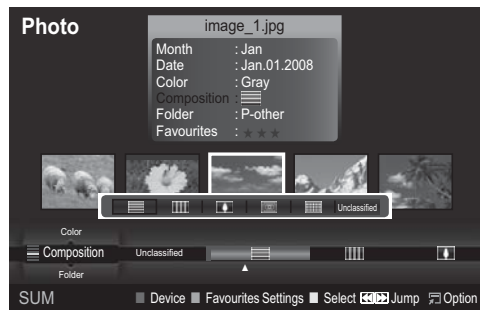 Photo
image_1.jpg
Month : Jan
Date : Jan.01.2008
Color : Gray
Composition :
Folder : P-other
Favourites : ★ ★ ★
Unclassified
Color
Composition Unclassified
Folder
SUM Device Favourites Settings Select Jump Option